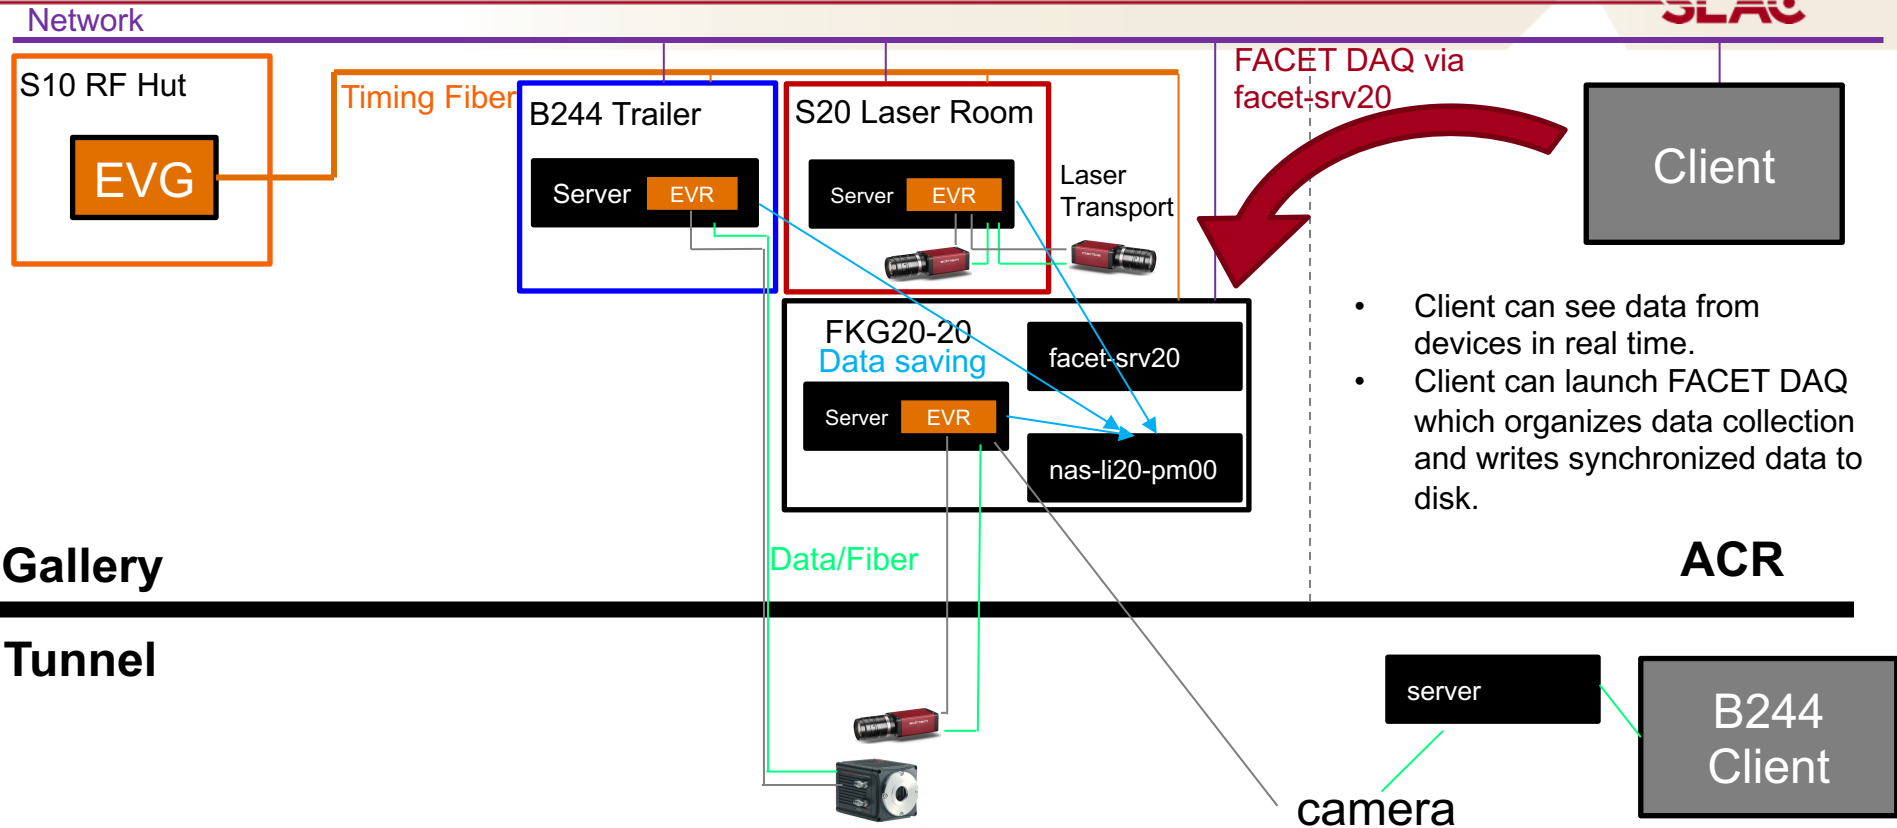 SLAC
Network
S10 RF Hut
EVG
Timing Fiber
B244 Trailer
Server
EVR
S20 Laser Room
Server
EVR
Laser
Transport
FACET DAQ via
facet-srv20
Client
FKG20-20
Data saving
Server
EVR
facet-srv20
nas-li20-pm00
• Client can see data from
devices in real time.
• Client can launch FACET DAQ
which organizes data collection
and writes synchronized data to
disk.
Gallery
Data/Fiber
ACR
Tunnel
server
B244
Client
camera